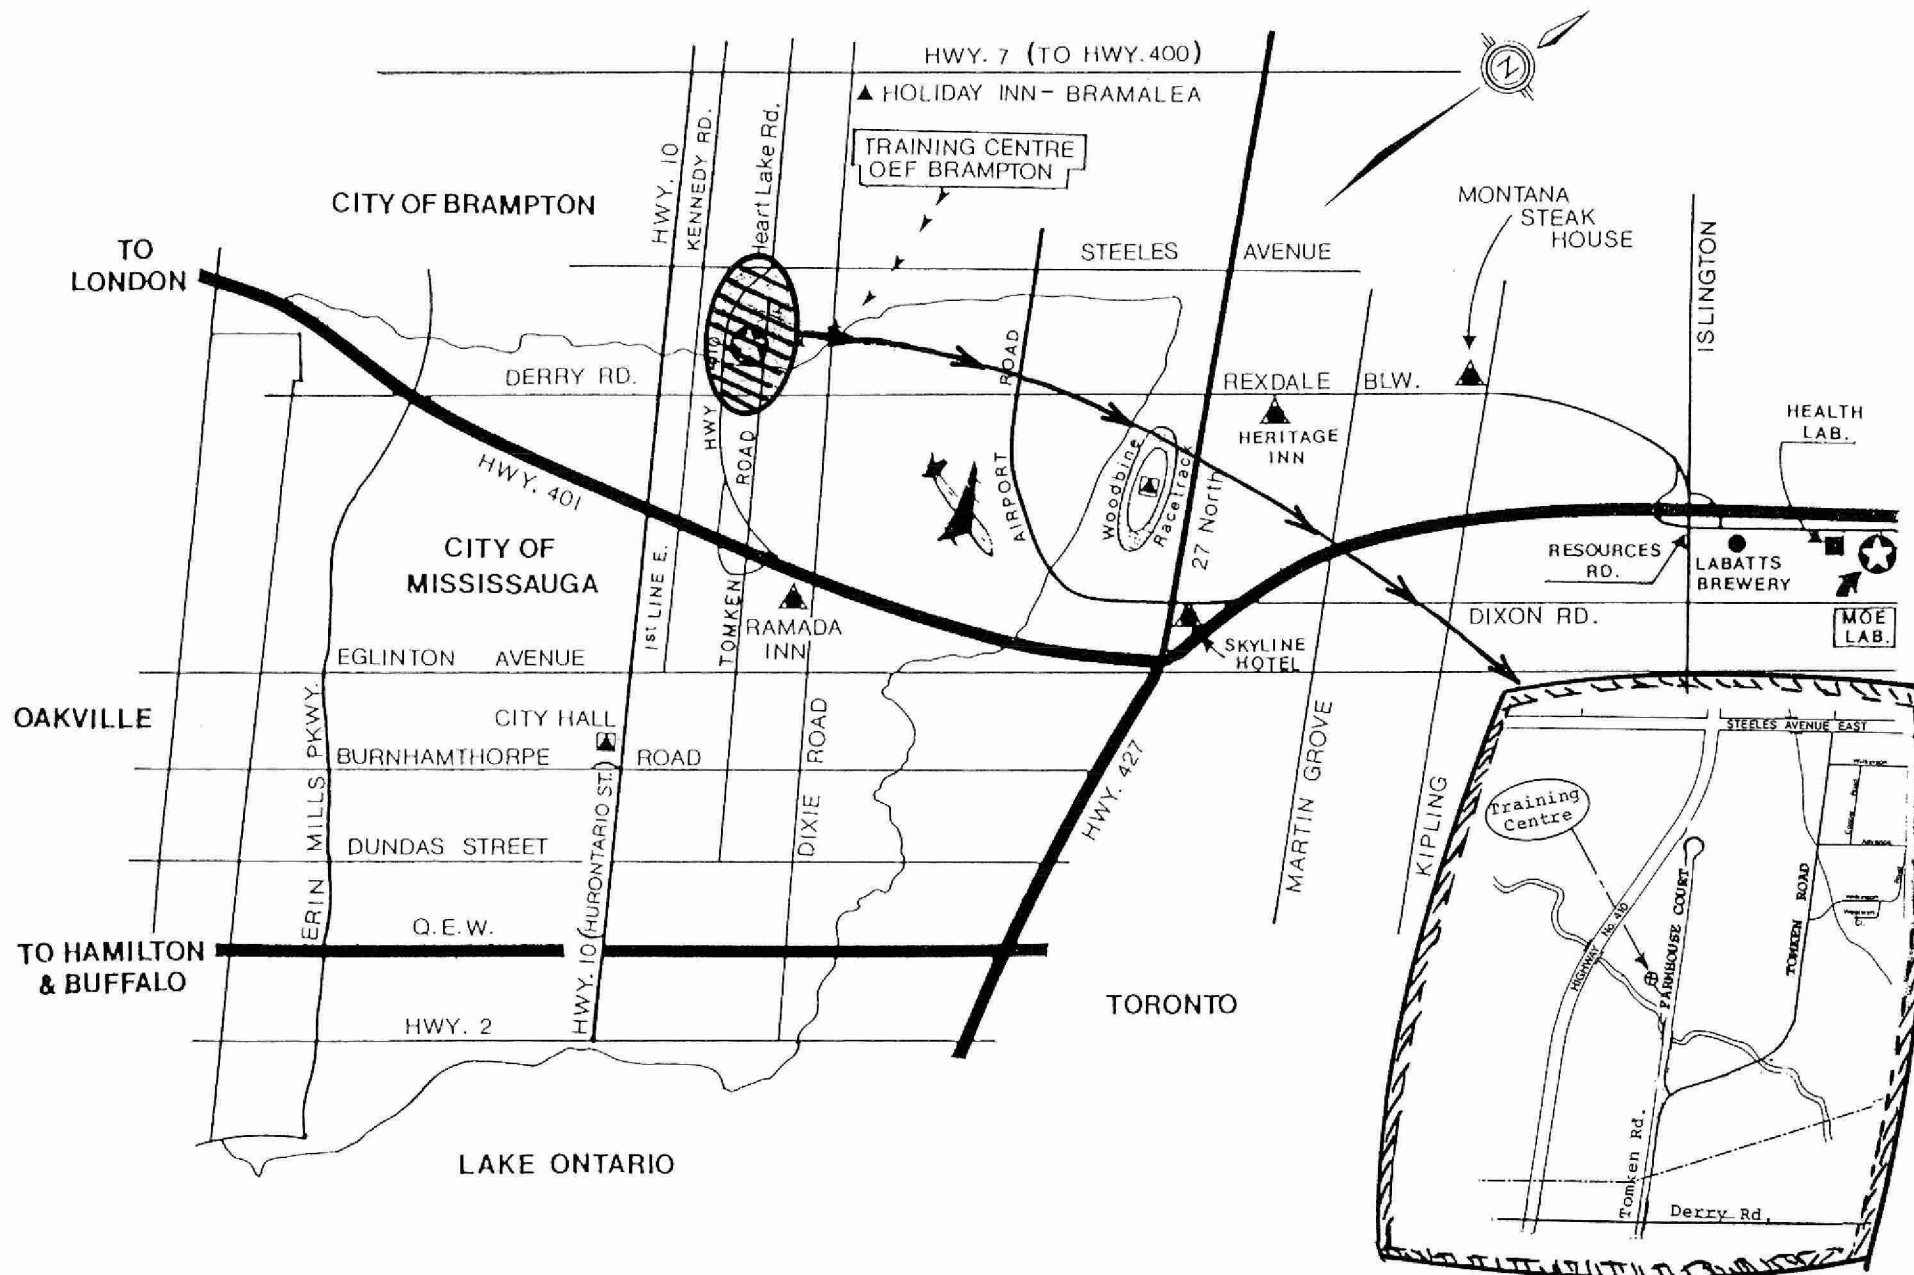 HWY. 7 (TO HWY. 400)
HOLIDAY INN - BRAMALEA
TRAINING CENTRE
OEF BRAMPTON
HWY. 10
KENNEDY RD.
Heart Lake Rd.
CITY OF BRAMPTON
TO
LONDON
N
MONTANA
STEAK
HOUSE
ISLINGTON
STEELES AVENUE
DERRY RD.
HWY 410
ROAD
AIRPORT ROAD
REXDALE BLW.
HERITAGE
INN
HEALTH
LAB.
Woodbine
Racetrack
27 North
HWY. 401
CITY OF
MISSISSAUGA
1st LINE E.
TOMKEN
RAMADA
INN
RESOURCES
RD.
LABATTS
BREWERY
MOE
LAB.
DIXON RD.
SKYLINE
HOTEL
EGLINTON AVENUE
OAKVILLE
CITY HALL
BURNHAMTHORPE ROAD
ERIN MILLS PKWY.
DIXIE ROAD
HWY. 427
MARTIN GROVE
KIPLING
DUNDAS STREET
HWY. 10 (HURONTARIO ST.)
Q.E.W.
TO HAMILTON
& BUFFALO
HWY. 2
TORONTO
LAKE ONTARIO
STEELES AVENUE EAST
Training
Centre
HIGHWAY No. 410
FARMHOUSE COURT
TOMKEN ROAD
Tomken Rd.
Derry Rd.